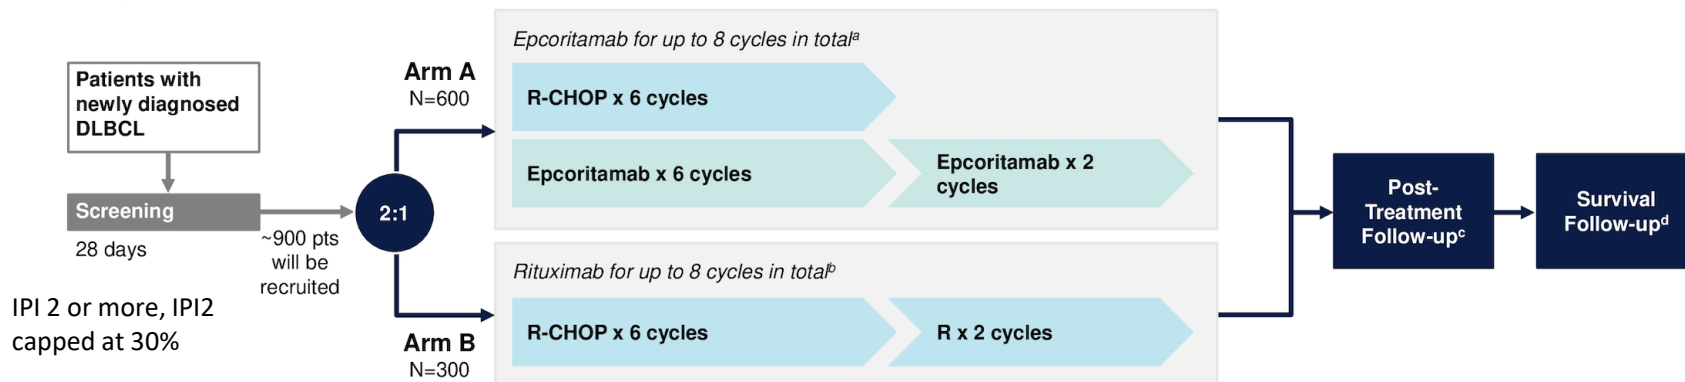 Patients with
newly diagnosed
DLBCL
Screening
28 days
~900 pts
will be
recruited
IPI 2 or more, IPI2
capped at 30%
2:1
Arm A
N=600
Epcoritamab for up to 8 cycles in totalᵃ
R-CHOP x 6 cycles
Epcoritamab x 6 cycles
Epcoritamab x 2
cycles
Arm B
N=300
Rituximab for up to 8 cycles in totalᵇ
R-CHOP x 6 cycles
R x 2 cycles
Post-
Treatment
Follow-upᶜ
Survival
Follow-upᵈ